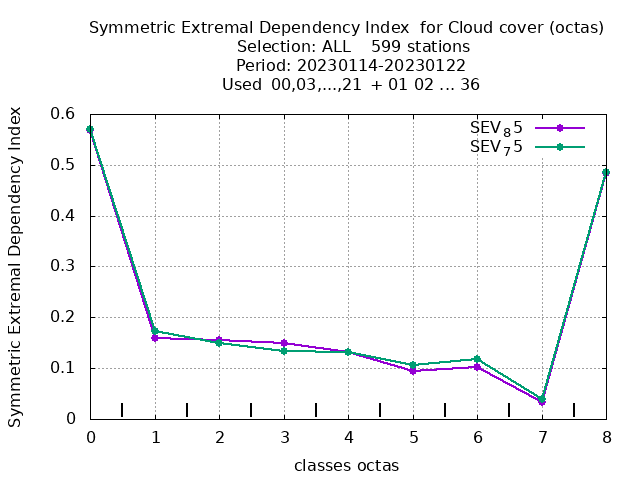 Symmetric Extremal Dependency Index  for Cloud cover (octas)
Selection: ALL    599 stations
Period: 20230114-20230122
Used  00,03,...,21  + 01 02 ... 36
SEV₈5
SEV₇5
Symmetric Extremal Dependency Index
0.6
0.5
0.4
0.3
0.2
0.1
0
0 1 2 3 4 5 6 7 8
classes octas